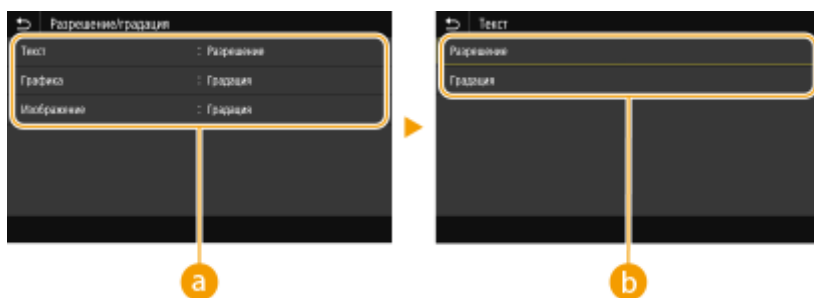 Разрешение/градация
Текст : Разрешение
Графика : Градация
Изображение : Градация
a
Текст
Разрешение
Градация
b